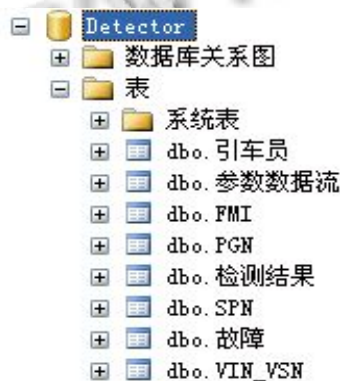 Detector
数据库关系图
表
系统表
dbo.引车员
dbo.参数数据流
dbo.FMI
dbo.PGN
dbo.检测结果
dbo.SPN
dbo.故障
dbo.VIN_VSN